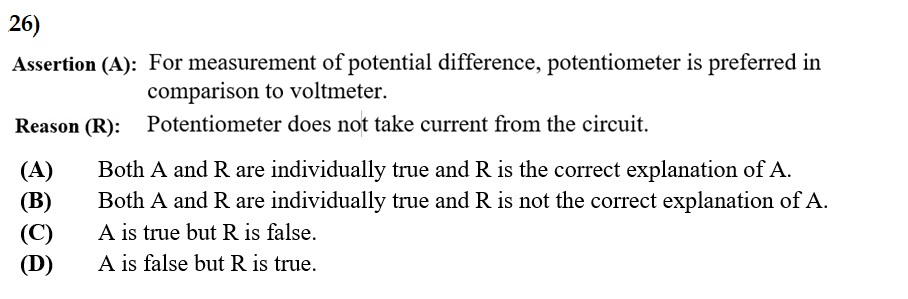 26)
Assertion (A): For measurement of potential difference, potentiometer is preferred in
comparison to voltmeter.
Reason (R): Potentiometer does not take current from the circuit.
(A) Both A and R are individually true and R is the correct explanation of A.
(B) Both A and R are individually true and R is not the correct explanation of A.
(C) A is true but R is false.
(D) A is false but R is true.